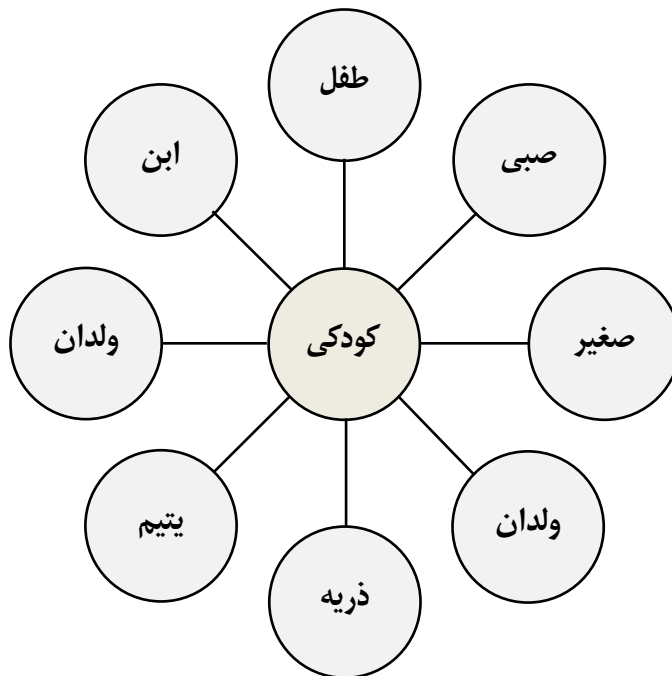 طفل
ابن
صبی
ولدان
کودکی
صغیر
یتیم
ولدان
ذریه